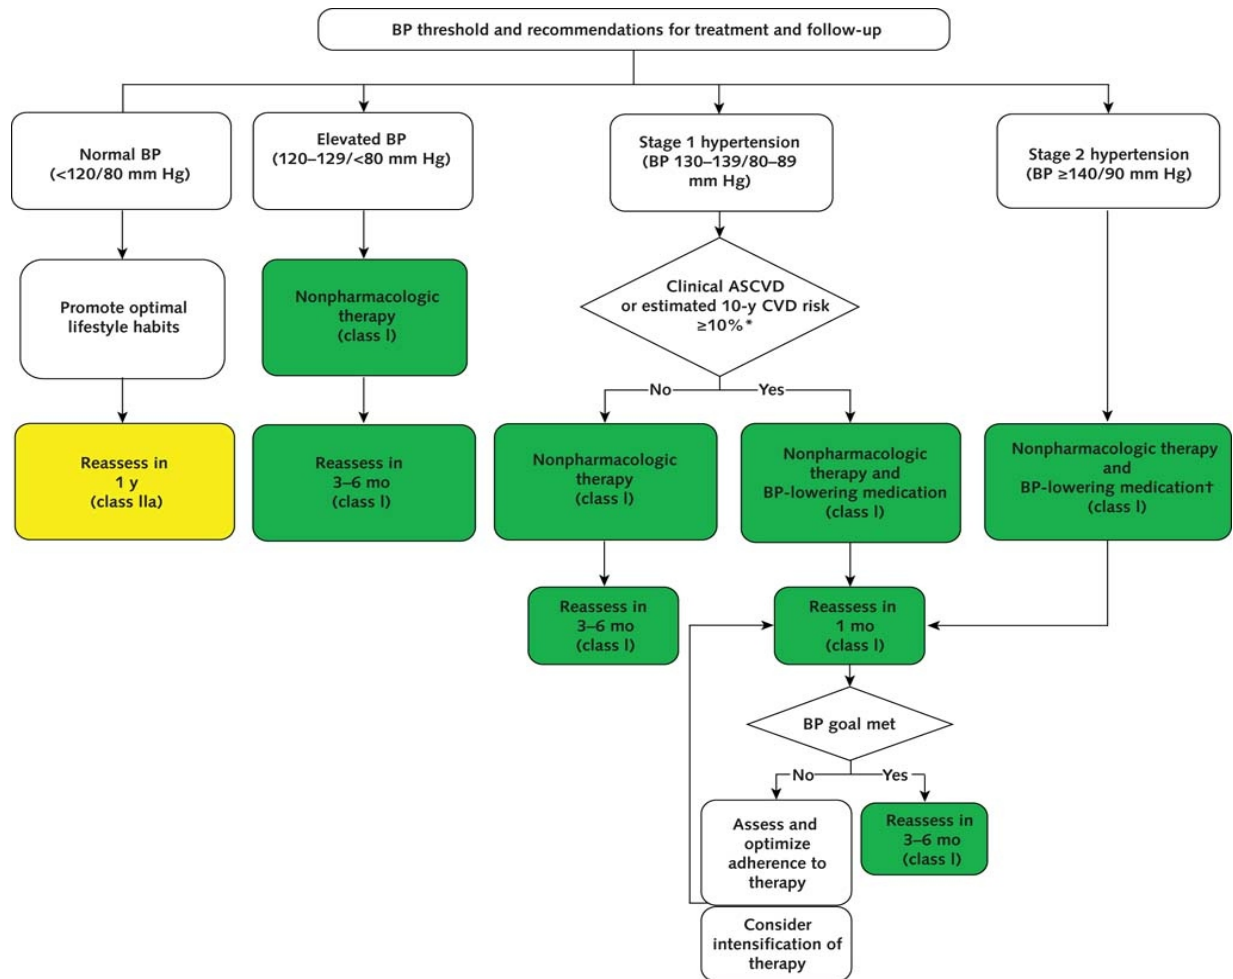 BP threshold and recommendations for treatment and follow-up
Normal BP
(<120/80 mm Hg)
Elevated BP
(120–129/<80 mm Hg)
Stage 1 hypertension
(BP 130–139/80–89
mm Hg)
Stage 2 hypertension
(BP ≥140/90 mm Hg)
Promote optimal
lifestyle habits
Nonpharmacologic
therapy
(class I)
Clinical ASCVD
or estimated 10-y CVD risk
≥10%*
No
Yes
Reassess in
1 y
(class IIa)
Reassess in
3–6 mo
(class I)
Nonpharmacologic
therapy
(class I)
Nonpharmacologic
therapy and
BP-lowering medication
(class I)
Nonpharmacologic therapy
and
BP-lowering medication†
(class I)
Reassess in
3–6 mo
(class I)
Reassess in
1 mo
(class I)
BP goal met
No
Yes
Assess and
optimize
adherence to
therapy
Reassess in
3–6 mo
(class I)
Consider
intensification of
therapy